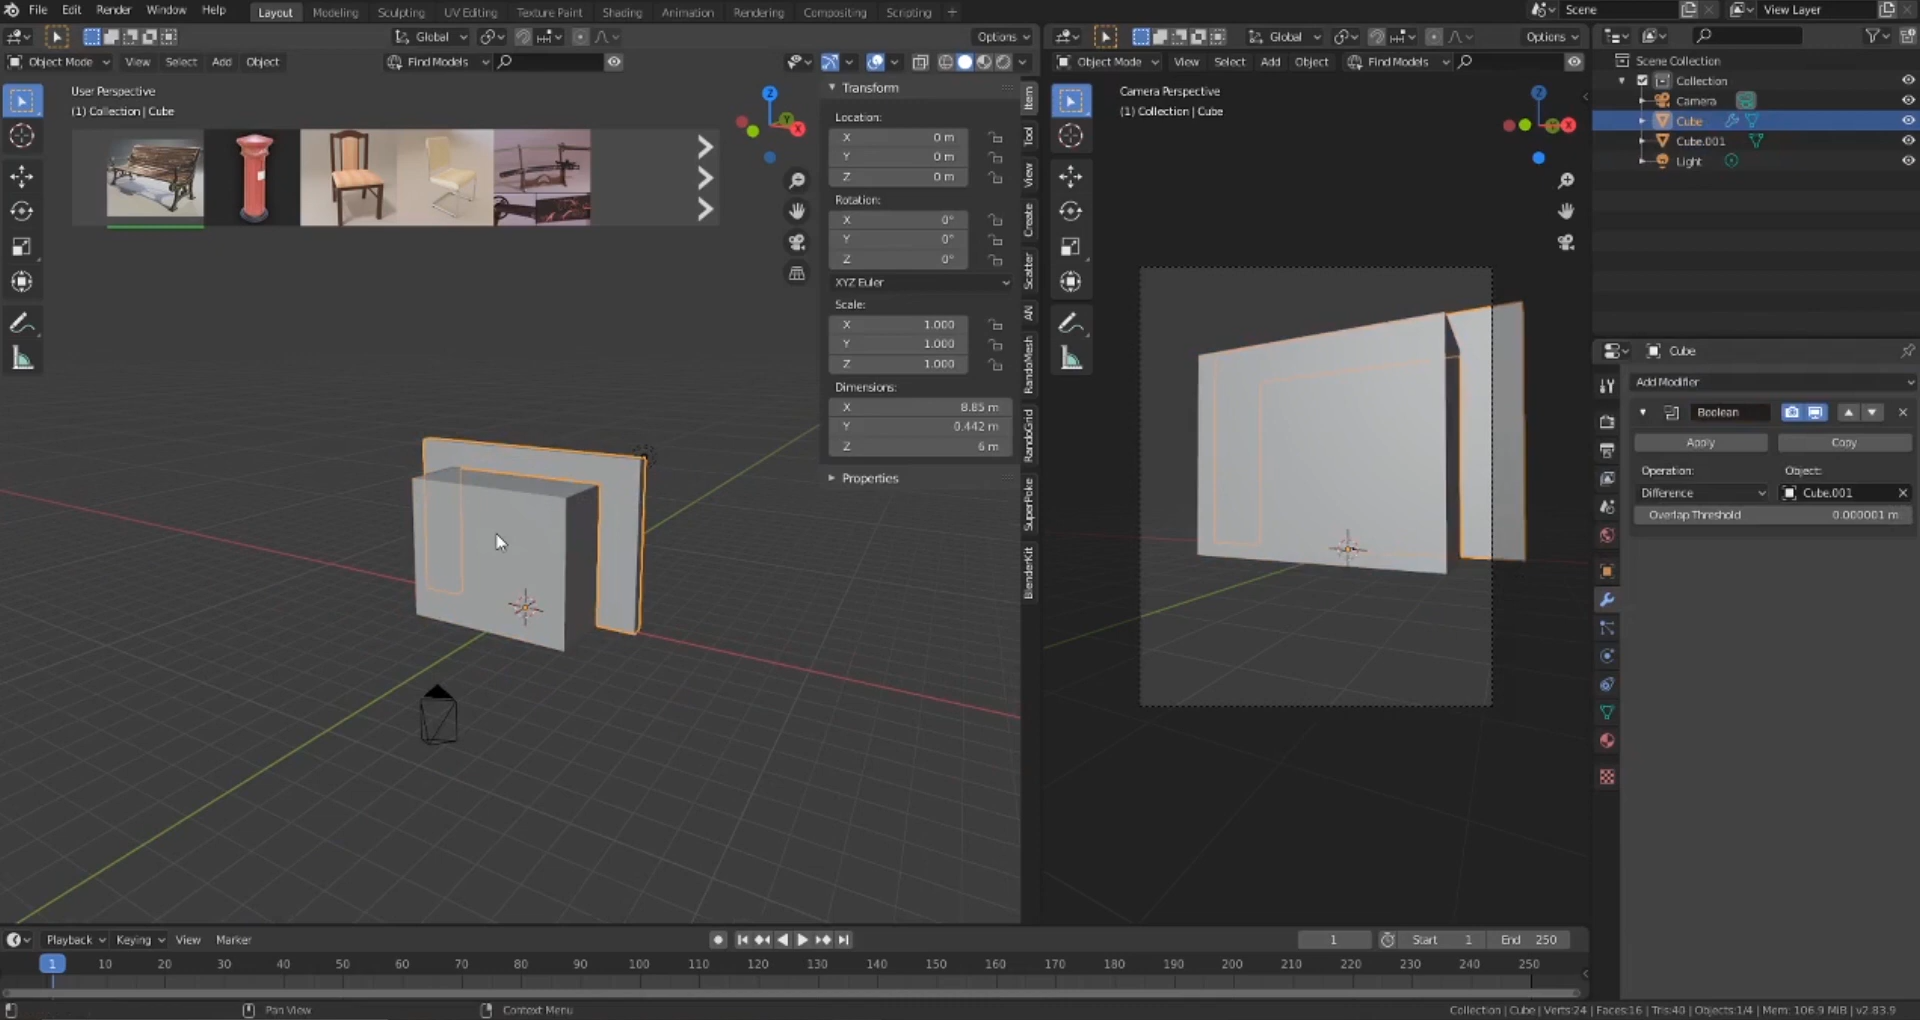 File Edit Render Window Help Layout Modeling Sculpting UV Editing Texture Paint Shading Animation Rendering Compositing Scripting + Scene View Layer
Global Options Global Options
Object Mode View Select Add Object Find Models Object Mode View Select Add Object Find Models
User Perspective
(1) Collection | Cube
Z
Y
X
Transform
Location:
X 0 m
Y 0 m
Z 0 m
Rotation:
X 0°
Y 0°
Z 0°
XYZ Euler
Scale:
X 1.000
Y 1.000
Z 1.000
Dimensions:
X 8.85 m
Y 0.442 m
Z 6 m
Properties
Item
Tool
View
Create
Scatter
AN
RandoMesh
RandoGrid
SuperPoke
BlenderKit
Camera Perspective
(1) Collection | Cube
Z
Y
X
Scene Collection
Collection
Camera
Cube
Cube.001
Light
Cube
Add Modifier
Boolean
Apply Copy
Operation: Object:
Difference Cube.001
Overlap Threshold 0.000001 m
Playback Keying View Marker 1 Start 1 End 250
1 10 20 30 40 50 60 70 80 90 100 110 120 130 140 150 160 170 180 190 200 210 220 230 240 250
Pan View Context Menu Collection | Cube | Verts:24 | Faces:16 | Tris:40 | Objects:1/4 | Mem: 106.9 MiB | v2.83.9